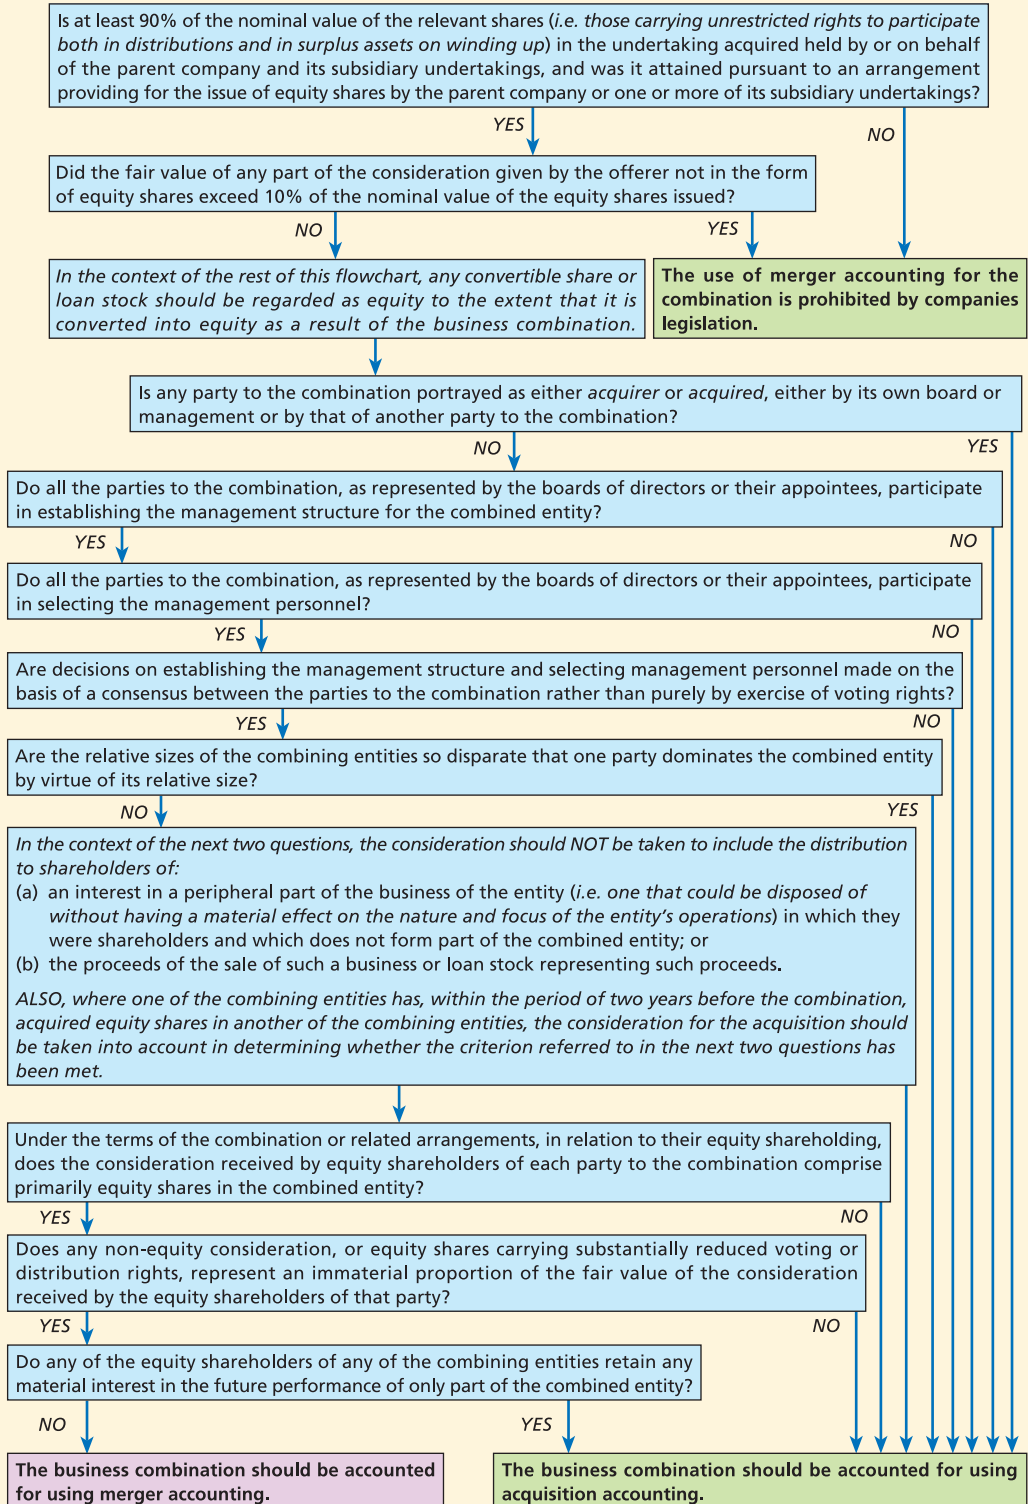 Is at least 90% of the nominal value of the relevant shares (i.e. those carrying unrestricted rights to participate
both in distributions and in surplus assets on winding up) in the undertaking acquired held by or on behalf
of the parent company and its subsidiary undertakings, and was it attained pursuant to an arrangement
providing for the issue of equity shares by the parent company or one or more of its subsidiary undertakings?
YES
NO
Did the fair value of any part of the consideration given by the offerer not in the form
of equity shares exceed 10% of the nominal value of the equity shares issued?
NO
YES
In the context of the rest of this flowchart, any convertible share or
loan stock should be regarded as equity to the extent that it is
converted into equity as a result of the business combination.
The use of merger accounting for the
combination is prohibited by companies
legislation.
Is any party to the combination portrayed as either acquirer or acquired, either by its own board or
management or by that of another party to the combination?
NO
YES
Do all the parties to the combination, as represented by the boards of directors or their appointees, participate
in establishing the management structure for the combined entity?
YES
NO
Do all the parties to the combination, as represented by the boards of directors or their appointees, participate
in selecting the management personnel?
YES
NO
Are decisions on establishing the management structure and selecting management personnel made on the
basis of a consensus between the parties to the combination rather than purely by exercise of voting rights?
YES
NO
Are the relative sizes of the combining entities so disparate that one party dominates the combined entity
by virtue of its relative size?
NO
YES
In the context of the next two questions, the consideration should NOT be taken to include the distribution
to shareholders of:
(a) an interest in a peripheral part of the business of the entity (i.e. one that could be disposed of
without having a material effect on the nature and focus of the entity's operations) in which they
were shareholders and which does not form part of the combined entity; or
(b) the proceeds of the sale of such a business or loan stock representing such proceeds.
ALSO, where one of the combining entities has, within the period of two years before the combination,
acquired equity shares in another of the combining entities, the consideration for the acquisition should
be taken into account in determining whether the criterion referred to in the next two questions has
been met.
Under the terms of the combination or related arrangements, in relation to their equity shareholding,
does the consideration received by equity shareholders of each party to the combination comprise
primarily equity shares in the combined entity?
YES
NO
Does any non-equity consideration, or equity shares carrying substantially reduced voting or
distribution rights, represent an immaterial proportion of the fair value of the consideration
received by the equity shareholders of that party?
YES
NO
Do any of the equity shareholders of any of the combining entities retain any
material interest in the future performance of only part of the combined entity?
NO
YES
The business combination should be accounted
for using merger accounting.
The business combination should be accounted for using
acquisition accounting.